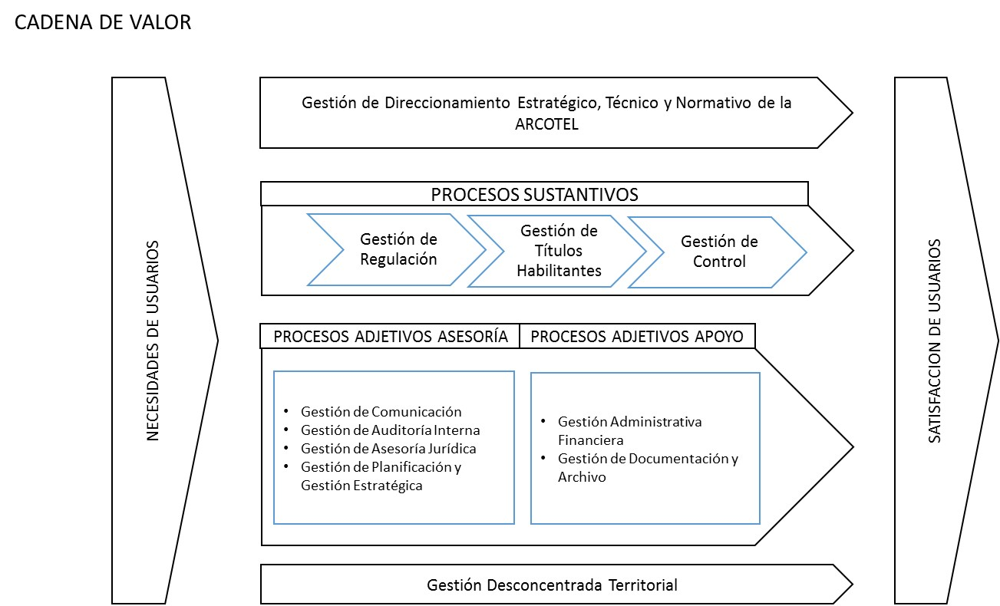 CADENA DE VALOR
NECESIDADES DE USUARIOS
Gestión de Direccionamiento Estratégico, Técnico y Normativo de la
ARCOTEL
PROCESOS SUSTANTIVOS
Gestión de
Regulación
Gestión de
Títulos
Habilitantes
Gestión de
Control
PROCESOS ADJETIVOS ASESORÍA
• Gestión de Comunicación
• Gestión de Auditoría Interna
• Gestión de Asesoría Jurídica
• Gestión de Planificación y
Gestión Estratégica
PROCESOS ADJETIVOS APOYO
• Gestión Administrativa
Financiera
• Gestión de Documentación y
Archivo
Gestión Desconcentrada Territorial
SATISFACCION DE USUARIOS